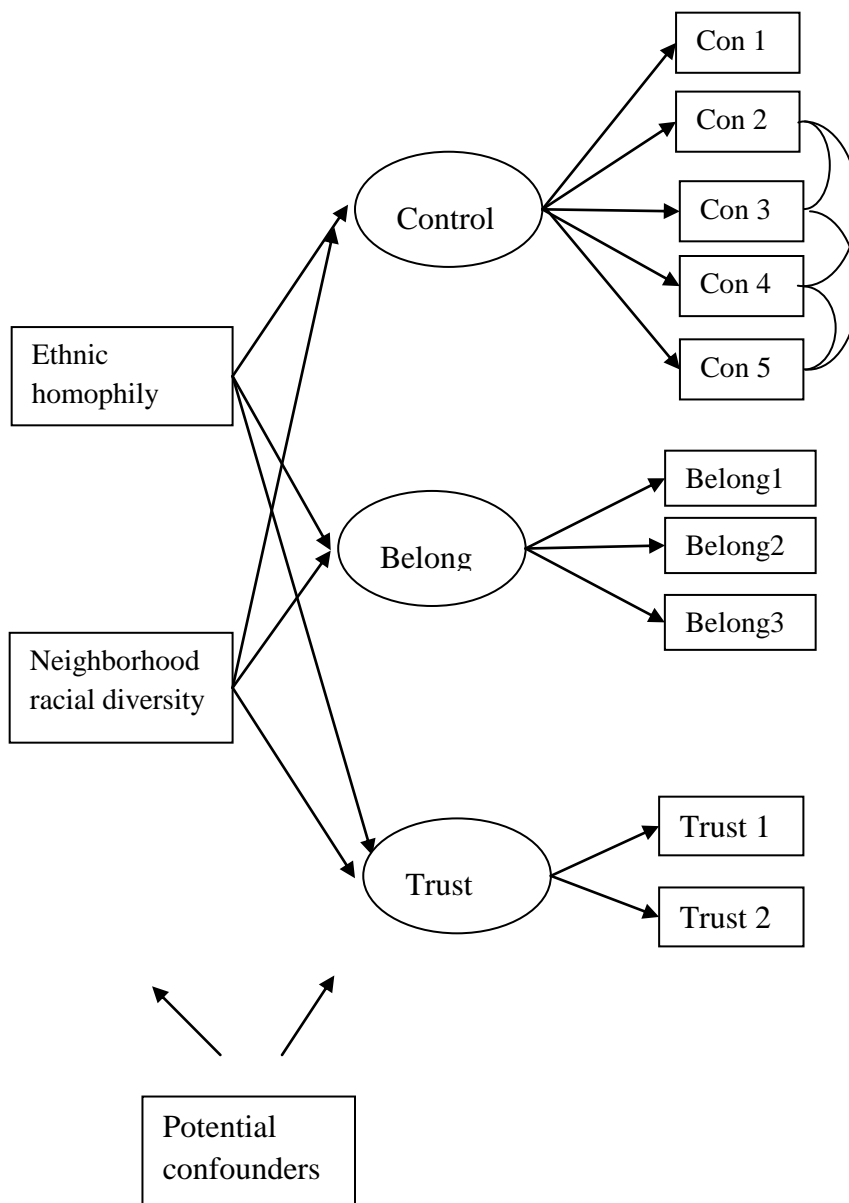 Con 1
Con 2
Control
Con 3
Con 4
Ethnic
homophily
Con 5
Belong1
Belong
Belong2
Belong3
Neighborhood
racial diversity
Trust 1
Trust
Trust 2
Potential
confounders